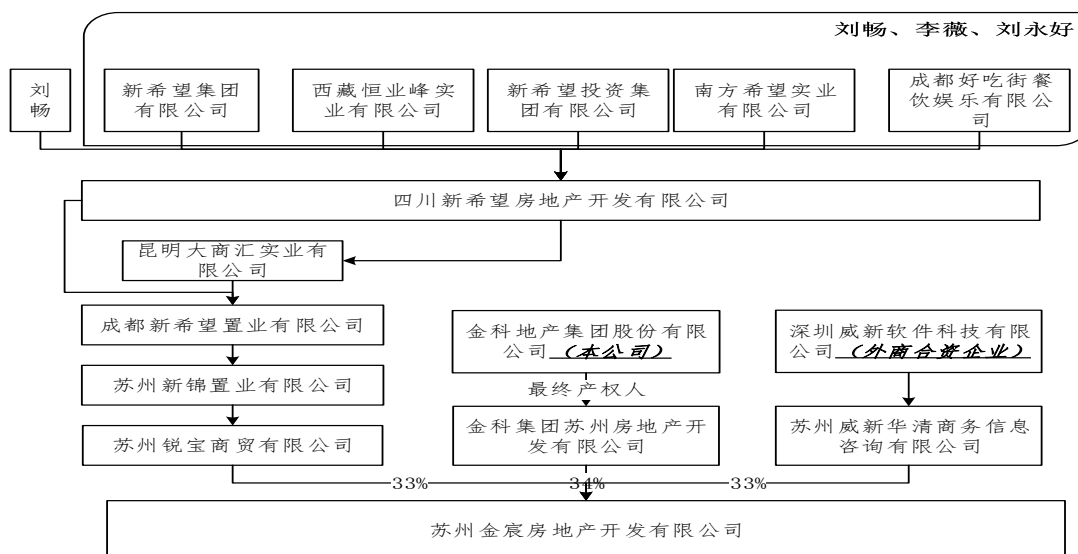 刘畅、李薇、刘永好
刘
畅
新希望集团
有限公司
西藏恒业峰实
业有限公司
新希望投资集
团有限公司
南方希望实业有
限公司
成都好吃街餐
饮娱乐有限公
司
四川新希望房地产开发有限公司
昆明大商汇实业有
限公司
成都新希望置业有限公司
金科地产集团股份有限
公司（本公司）
深圳威新软件科技有限
公司（外商合资企业）
苏州新锦置业有限公司
最终产权人
苏州锐宝商贸有限公司
金科集团苏州房地产开
发有限公司
苏州威新华清商务信息
咨询有限公司
33%
34%
33%
苏州金宸房地产开发有限公司